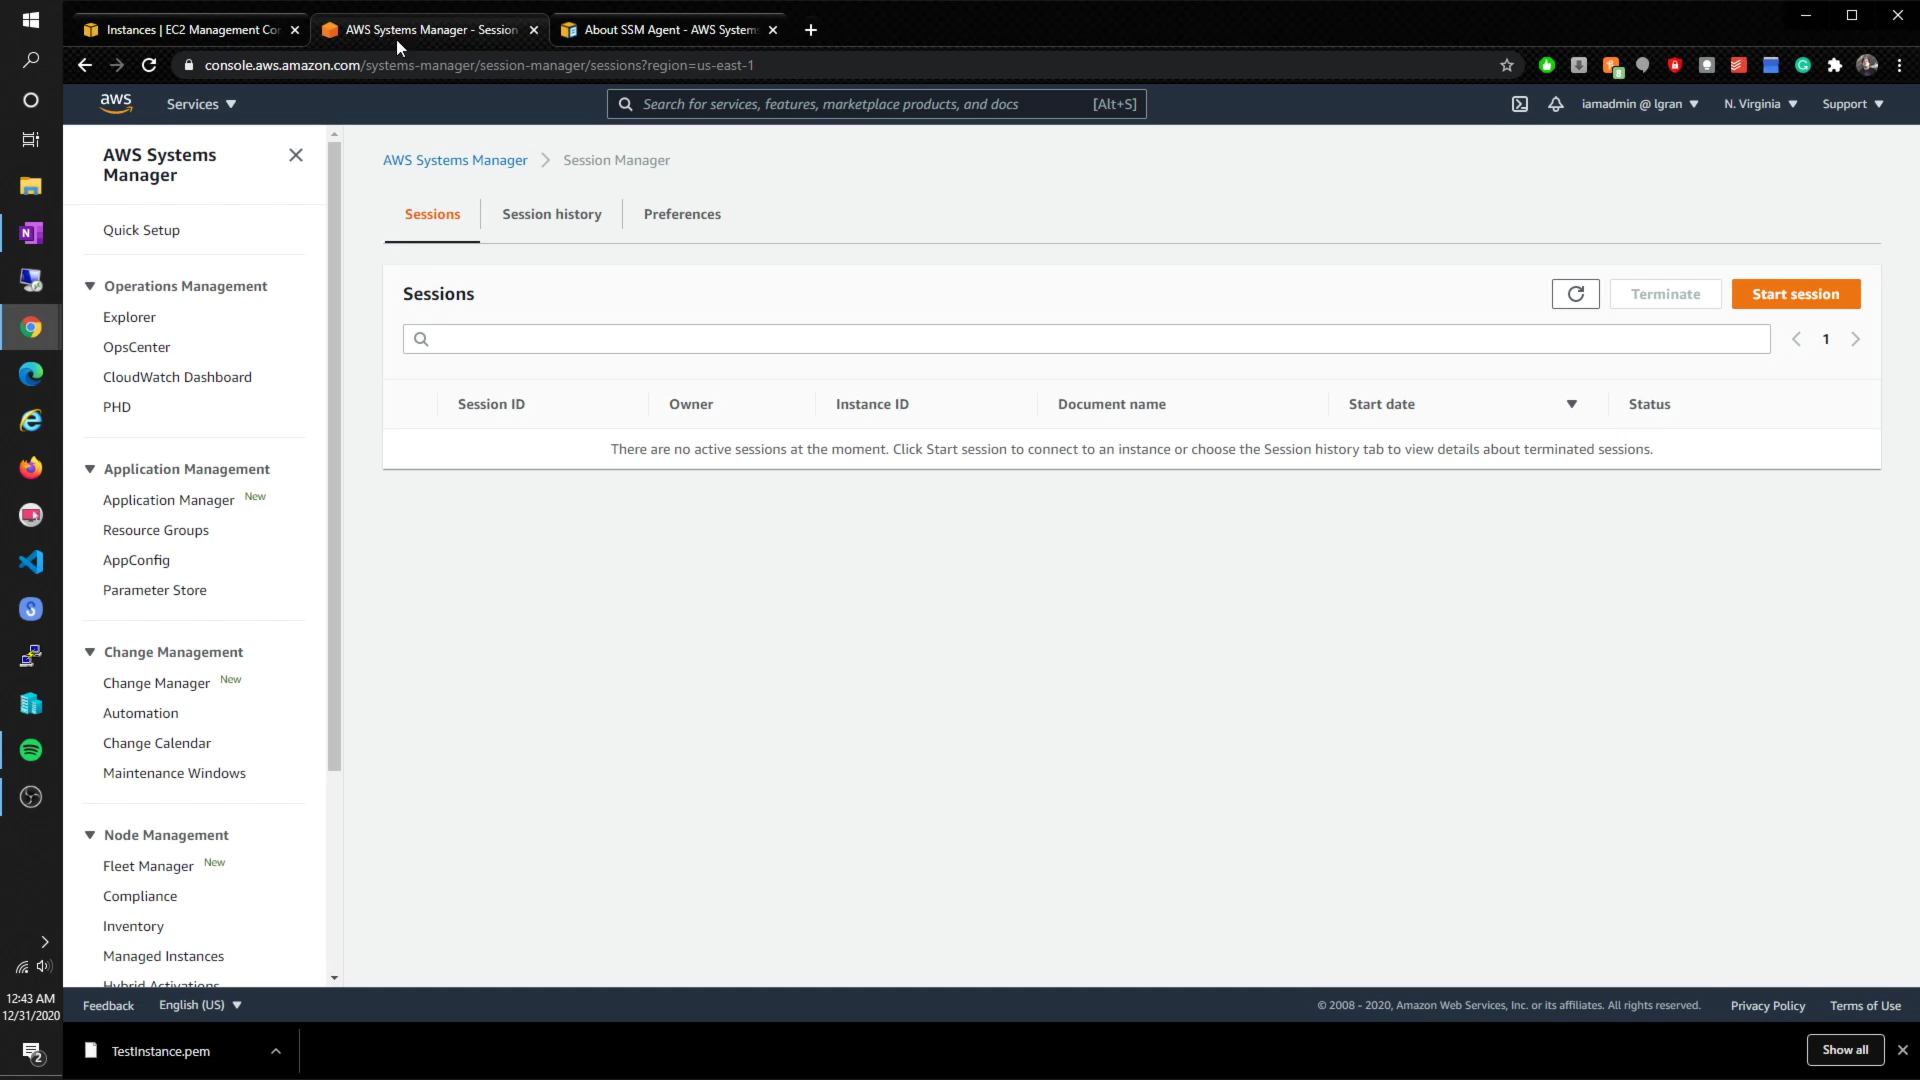 Instances | EC2 Management Co
AWS Systems Manager - Session
About SSM Agent - AWS System
console.aws.amazon.com/systems-manager/session-manager/sessions?region=us-east-1
8
aws
Services
Search for services, features, marketplace products, and docs
[Alt+S]
iamadmin @ lgran
N. Virginia
Support
AWS Systems
Manager
Quick Setup
Operations Management
Explorer
OpsCenter
CloudWatch Dashboard
PHD
Application Management
Application Manager New
Resource Groups
AppConfig
Parameter Store
Change Management
Change Manager New
Automation
Change Calendar
Maintenance Windows
Node Management
Fleet Manager New
Compliance
Inventory
Managed Instances
Hybrid Activations
AWS Systems Manager
Session Manager
Sessions
Session history
Preferences
Sessions
Terminate
Start session
1
Session ID
Owner
Instance ID
Document name
Start date
Status
There are no active sessions at the moment. Click Start session to connect to an instance or choose the Session history tab to view details about terminated sessions.
Feedback
English (US)
© 2008 - 2020, Amazon Web Services, Inc. or its affiliates. All rights reserved.
Privacy Policy
Terms of Use
12:43 AM
12/31/2020
2
TestInstance.pem
Show all